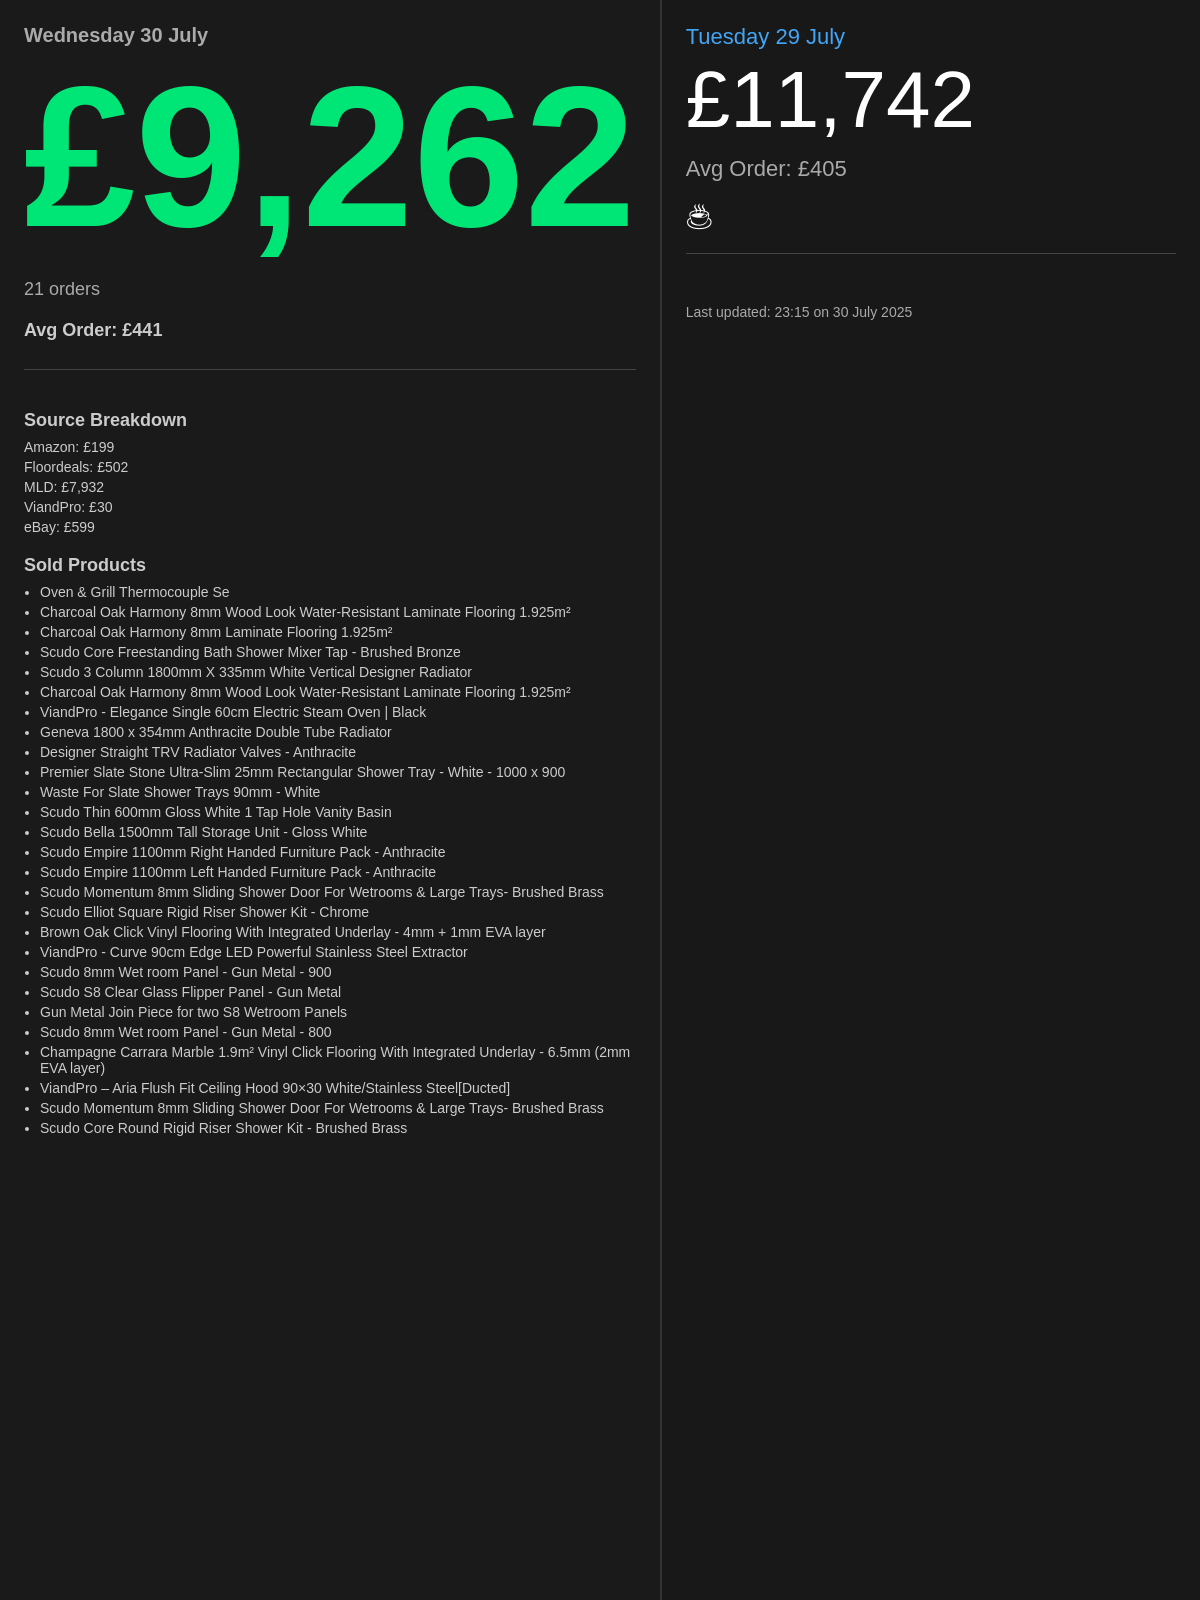 Wednesday 30 July
£9,262
21 orders
Avg Order: £441
Source Breakdown
Amazon: £199
Floordeals: £502
MLD: £7,932
ViandPro: £30
eBay: £599
Sold Products
• Oven & Grill Thermocouple Se
• Charcoal Oak Harmony 8mm Wood Look Water-Resistant Laminate Flooring 1.925m²
• Charcoal Oak Harmony 8mm Laminate Flooring 1.925m²
• Scudo Core Freestanding Bath Shower Mixer Tap - Brushed Bronze
• Scudo 3 Column 1800mm X 335mm White Vertical Designer Radiator
• Charcoal Oak Harmony 8mm Wood Look Water-Resistant Laminate Flooring 1.925m²
• ViandPro - Elegance Single 60cm Electric Steam Oven | Black
• Geneva 1800 x 354mm Anthracite Double Tube Radiator
• Designer Straight TRV Radiator Valves - Anthracite
• Premier Slate Stone Ultra-Slim 25mm Rectangular Shower Tray - White - 1000 x 900
• Waste For Slate Shower Trays 90mm - White
• Scudo Thin 600mm Gloss White 1 Tap Hole Vanity Basin
• Scudo Bella 1500mm Tall Storage Unit - Gloss White
• Scudo Empire 1100mm Right Handed Furniture Pack - Anthracite
• Scudo Empire 1100mm Left Handed Furniture Pack - Anthracite
• Scudo Momentum 8mm Sliding Shower Door For Wetrooms & Large Trays- Brushed Brass
• Scudo Elliot Square Rigid Riser Shower Kit - Chrome
• Brown Oak Click Vinyl Flooring With Integrated Underlay - 4mm + 1mm EVA layer
• ViandPro - Curve 90cm Edge LED Powerful Stainless Steel Extractor
• Scudo 8mm Wet room Panel - Gun Metal - 900
• Scudo S8 Clear Glass Flipper Panel - Gun Metal
• Gun Metal Join Piece for two S8 Wetroom Panels
• Scudo 8mm Wet room Panel - Gun Metal - 800
• Champagne Carrara Marble 1.9m² Vinyl Click Flooring With Integrated Underlay - 6.5mm (2mm
EVA layer)
• ViandPro – Aria Flush Fit Ceiling Hood 90×30 White/Stainless Steel[Ducted]
• Scudo Momentum 8mm Sliding Shower Door For Wetrooms & Large Trays- Brushed Brass
• Scudo Core Round Rigid Riser Shower Kit - Brushed Brass
Tuesday 29 July
£11,742
Avg Order: £405
☕
Last updated: 23:15 on 30 July 2025